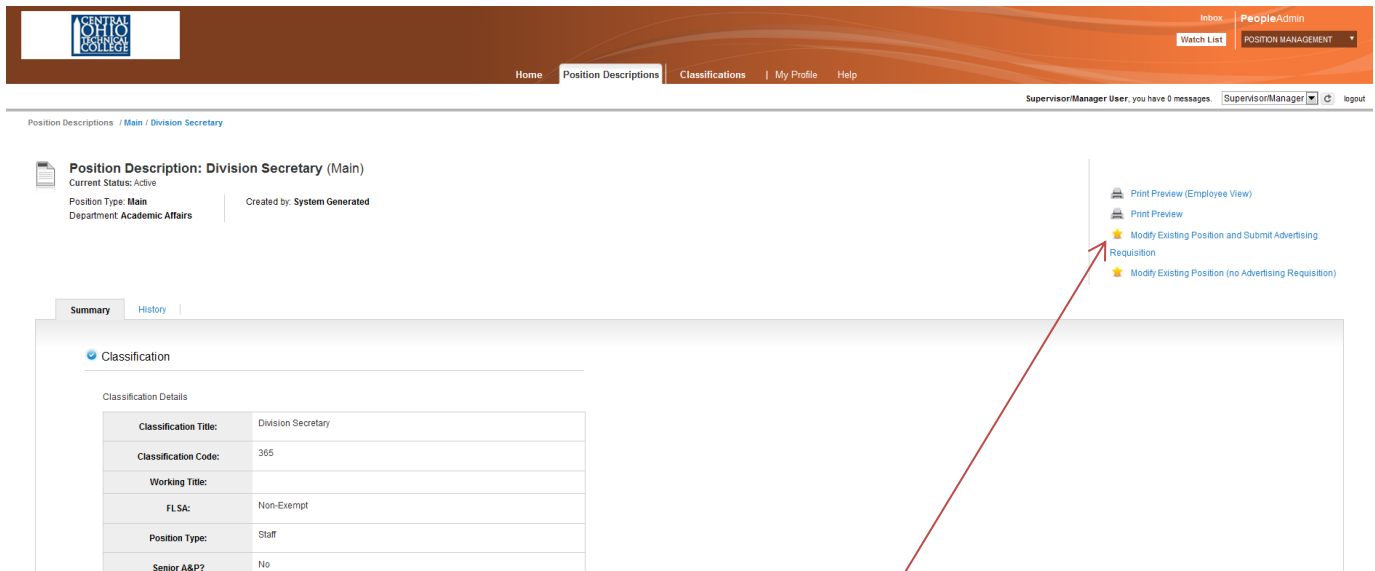 CENTRAL
OHIO
TECHNICAL
COLLEGE
Inbox PeopleAdmin
Watch List POSITION MANAGEMENT
Home Position Descriptions Classifications | My Profile Help
Supervisor/Manager User, you have 0 messages. Supervisor/Manager logout
Position Descriptions / Main / Division Secretary
Position Description: Division Secretary (Main)
Current Status: Active
Position Type: Main Created by: System Generated
Department: Academic Affairs
Print Preview (Employee View)
Print Preview
Modify Existing Position and Submit Advertising
Requisition
Modify Existing Position (no Advertising Requisition)
Summary History
Classification
Classification Details
Classification Title: Division Secretary
Classification Code: 365
Working Title:
FLSA: Non-Exempt
Position Type: Staff
Senior A&P? No